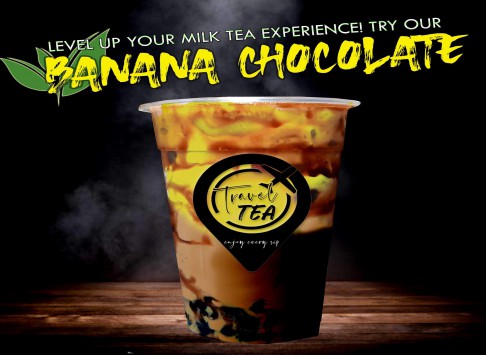 LEVEL UP YOUR MILK TEA EXPERIENCE! TRY OUR
BANANA CHOCOLATE
Travel
TEA
enjoy every sip